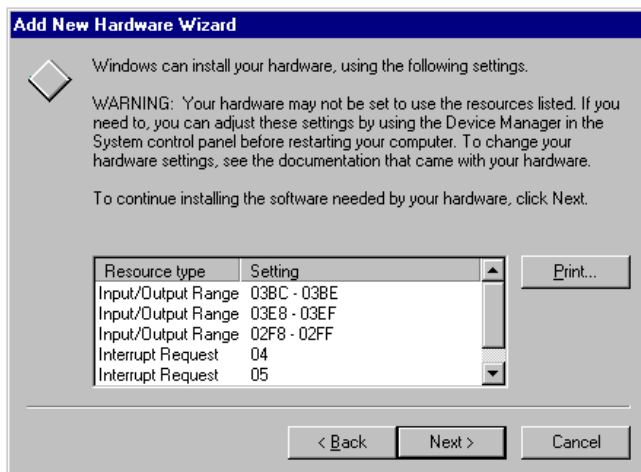 Add New Hardware Wizard
Windows can install your hardware, using the following settings.
WARNING: Your hardware may not be set to use the resources listed. If you
need to, you can adjust these settings by using the Device Manager in the
System control panel before restarting your computer. To change your
hardware settings, see the documentation that came with your hardware.
To continue installing the software needed by your hardware, click Next.
Resource type Setting
Input/Output Range 03BC - 03BE
Input/Output Range 03E8 - 03EF
Input/Output Range 02F8 - 02FF
Interrupt Request 04
Interrupt Request 05
Print...
< Back Next > Cancel